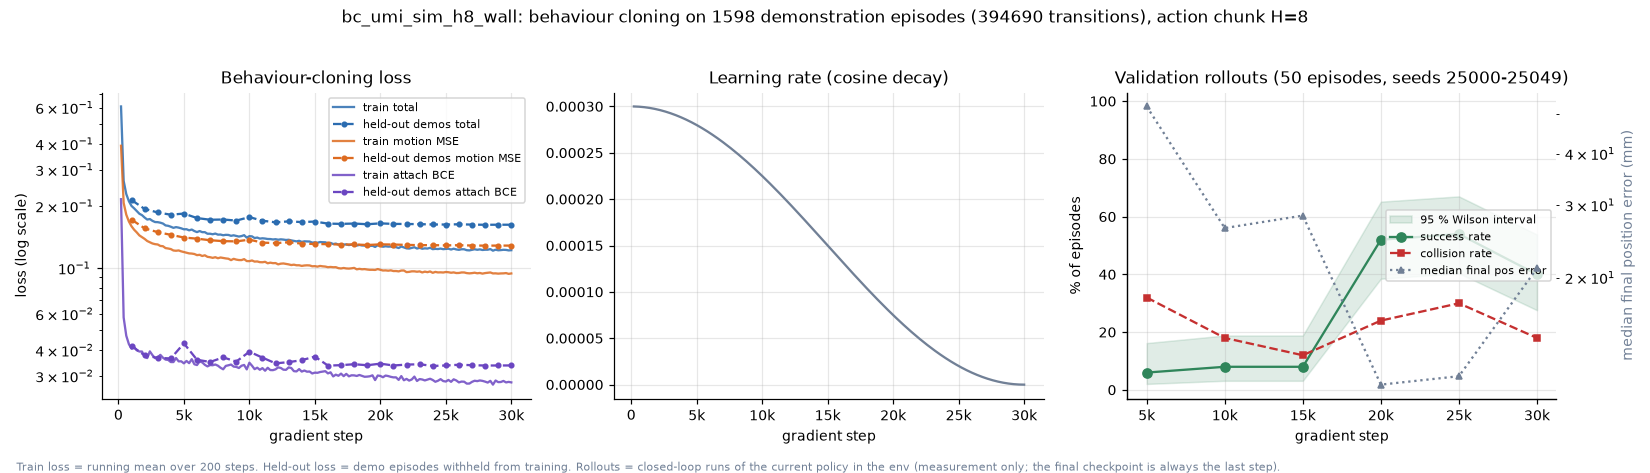 bc_umi_sim_h8_wall: behaviour cloning on 1598 demonstration episodes (394690 transitions), action chunk H=8
Behaviour-cloning loss
loss (log scale)
6 × 10⁻¹
4 × 10⁻¹
3 × 10⁻¹
2 × 10⁻¹
10⁻¹
6 × 10⁻²
4 × 10⁻²
3 × 10⁻²
train total
held-out demos total
train motion MSE
held-out demos motion MSE
train attach BCE
held-out demos attach BCE
0 5k 10k 15k 20k 25k 30k
gradient step
Learning rate (cosine decay)
0.00030
0.00025
0.00020
0.00015
0.00010
0.00005
0.00000
0 5k 10k 15k 20k 25k 30k
gradient step
Validation rollouts (50 episodes, seeds 25000-25049)
% of episodes
100
80
60
40
20
0
95 % Wilson interval
success rate
collision rate
median final pos error
4 × 10¹
3 × 10¹
2 × 10¹
median final position error (mm)
5k 10k 15k 20k 25k 30k
gradient step
Train loss = running mean over 200 steps. Held-out loss = demo episodes withheld from training. Rollouts = closed-loop runs of the current policy in the env (measurement only; the final checkpoint is always the last step).